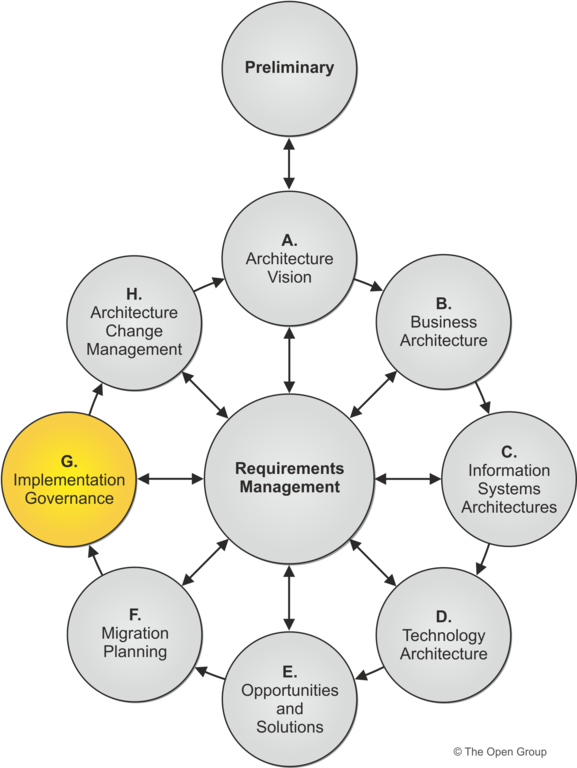 Preliminary
A.
Architecture
Vision
B.
Business
Architecture
C.
Information
Systems
Architectures
D.
Technology
Architecture
E.
Opportunities
and
Solutions
F.
Migration
Planning
G.
Implementation
Governance
H.
Architecture
Change
Management
Requirements
Management
© The Open Group